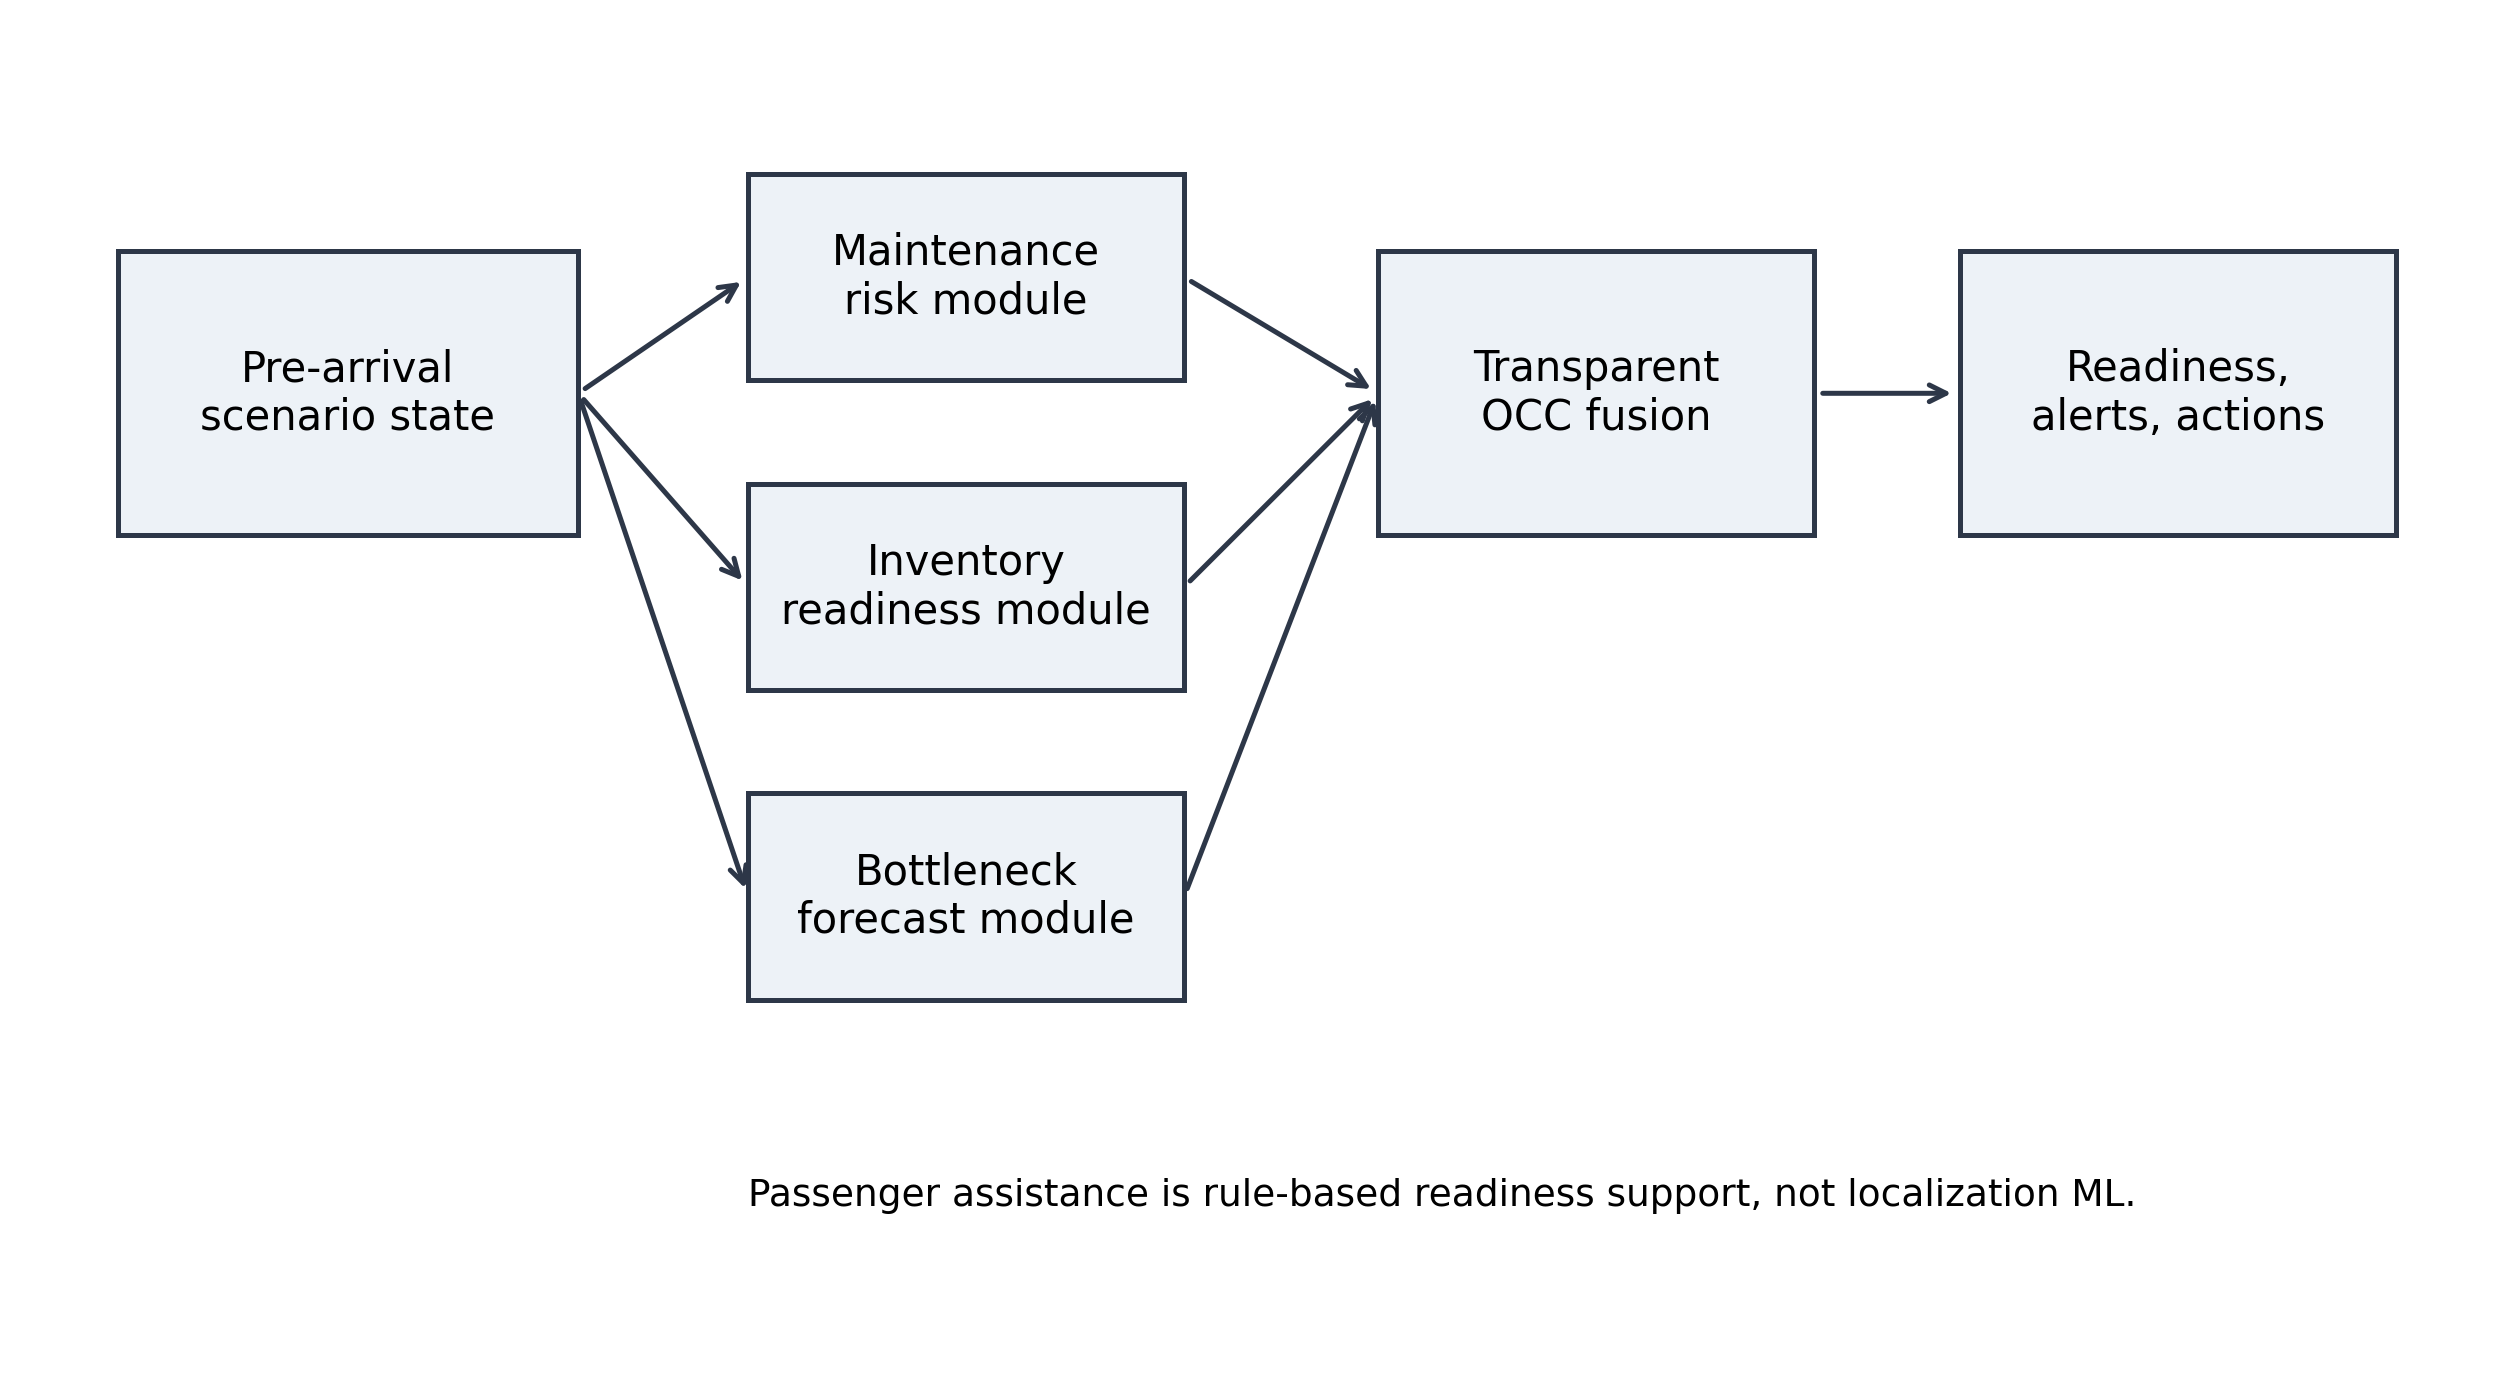 Pre-arrival
scenario state
Maintenance
risk module
Inventory
readiness module
Bottleneck
forecast module
Transparent
OCC fusion
Readiness,
alerts, actions
Passenger assistance is rule-based readiness support, not localization ML.